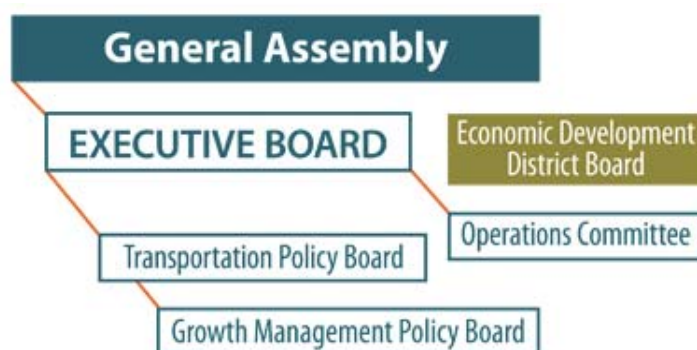 General Assembly
EXECUTIVE BOARD
Economic Development
District Board
Operations Committee
Transportation Policy Board
Growth Management Policy Board